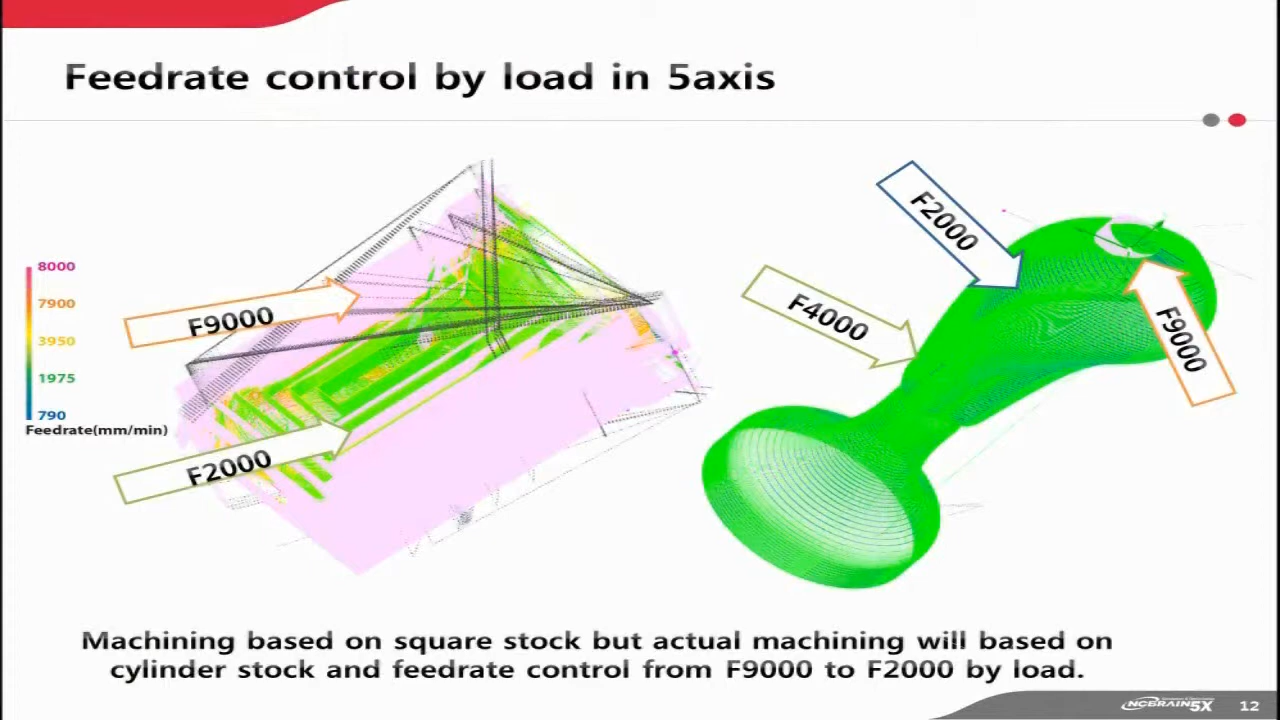 Feedrate control by load in 5axis
8000
7900
3950
1975
790
Feedrate(mm/min)
F9000
F2000
F2000
F4000
F9000
Machining based on square stock but actual machining will based on
cylinder stock and feedrate control from F9000 to F2000 by load.
NCBRAIN5X
12